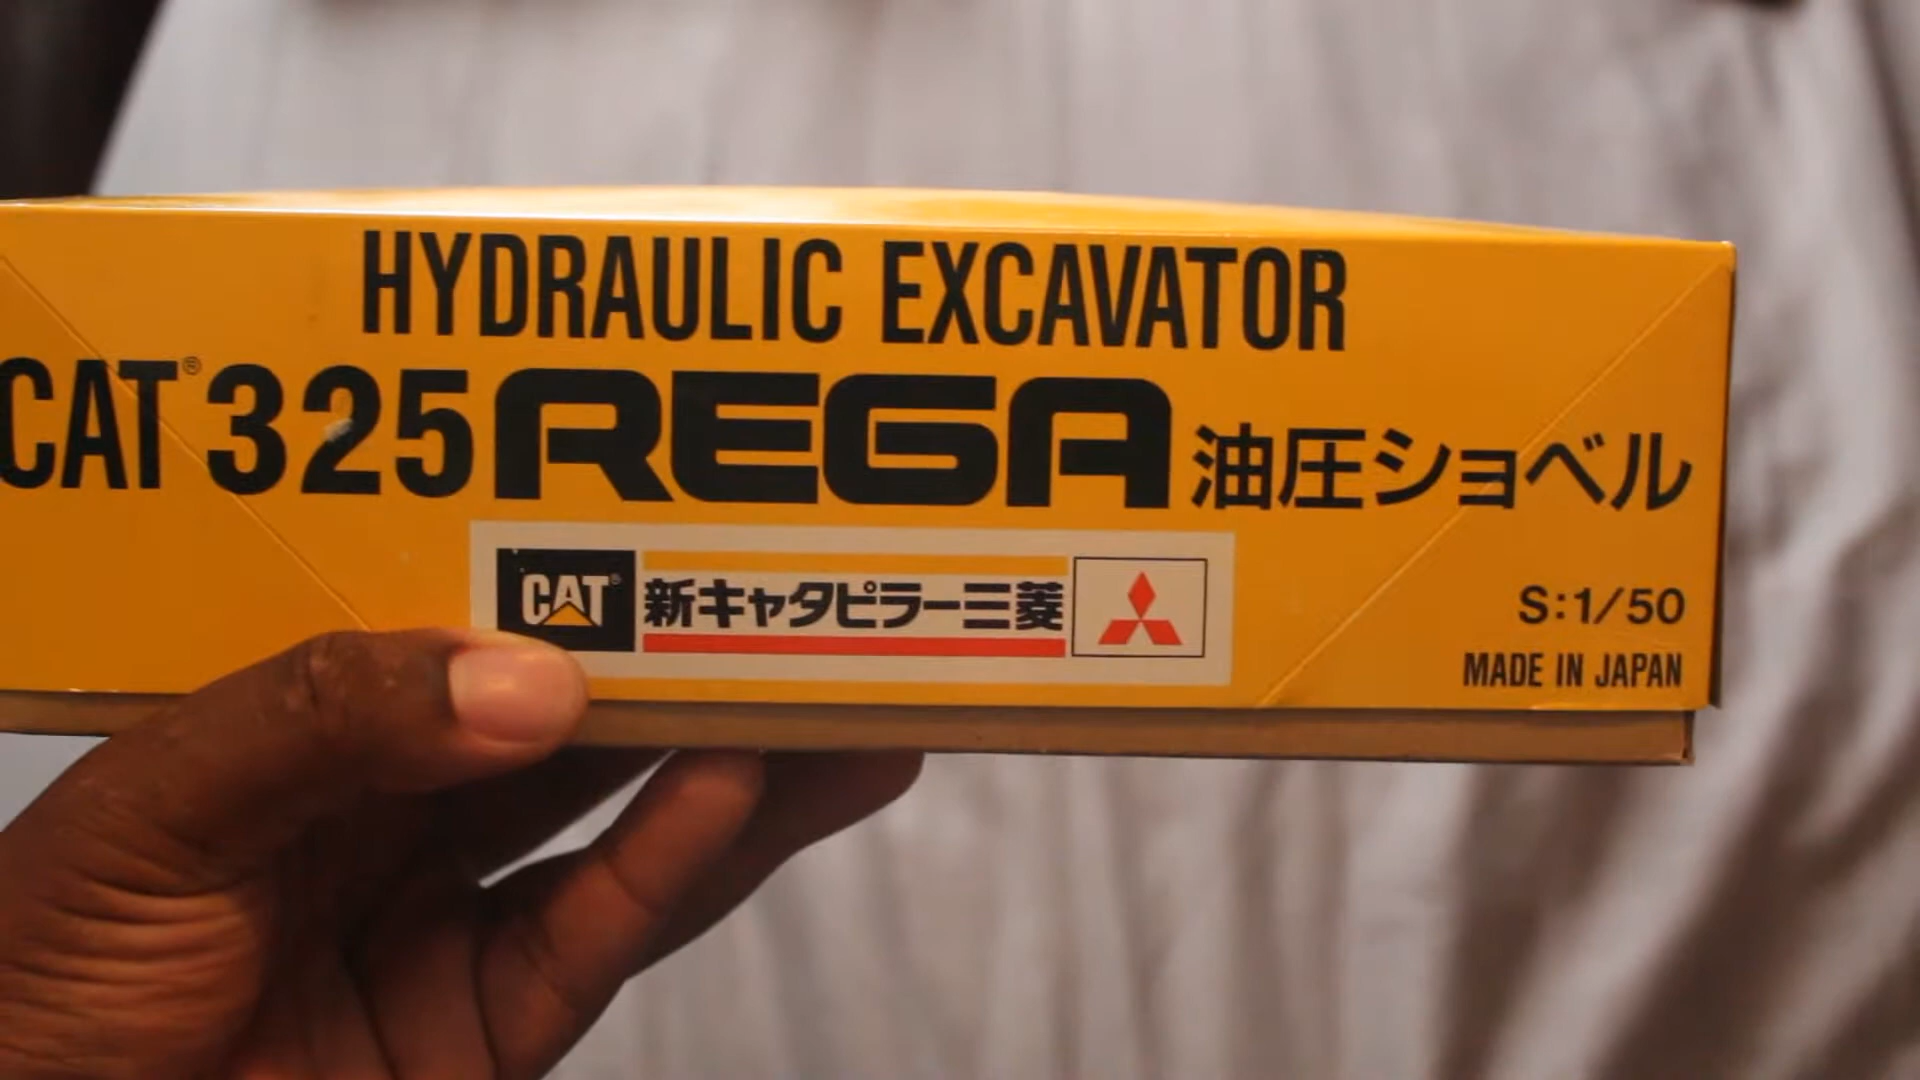 HYDRAULIC EXCAVATOR
CAT® 325 REGA 油圧ショベル
CAT® 新キャタピラー三菱
S:1/50
MADE IN JAPAN